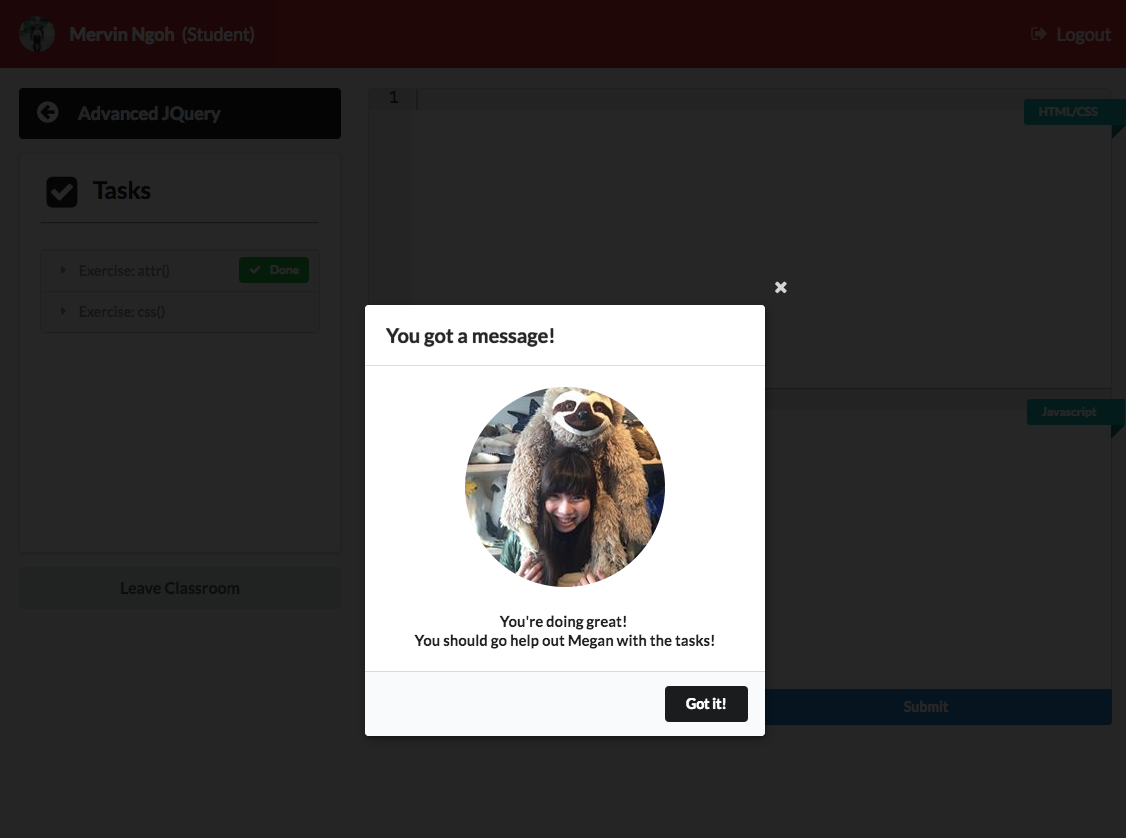 Mervin Ngoh (Student)
Logout
Advanced JQuery
Tasks
Exercise: attr()
Done
Exercise: css()
Leave Classroom
1
HTML/CSS
Javascript
Submit
You got a message!
You're doing great!
You should go help out Megan with the tasks!
Got it!